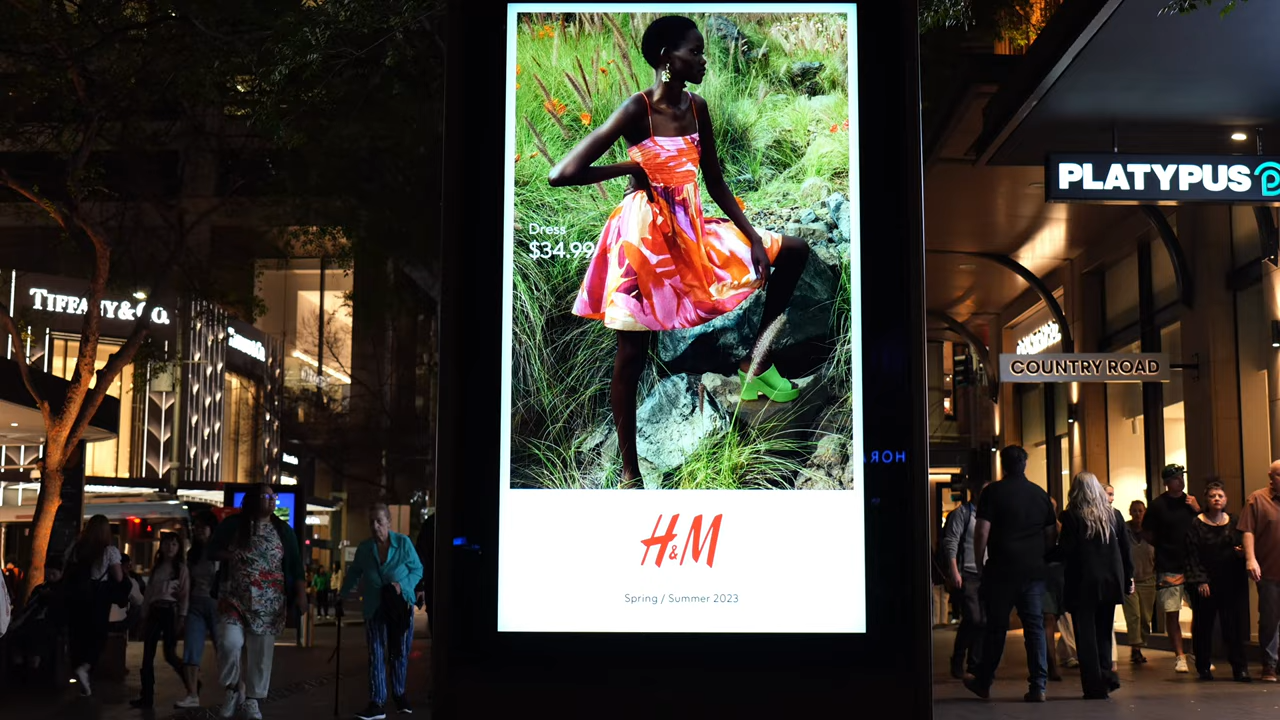 TIFFANY & CO.
Dress
$34.99
H&M
Spring / Summer 2023
PLATYPUS
COUNTRY ROAD